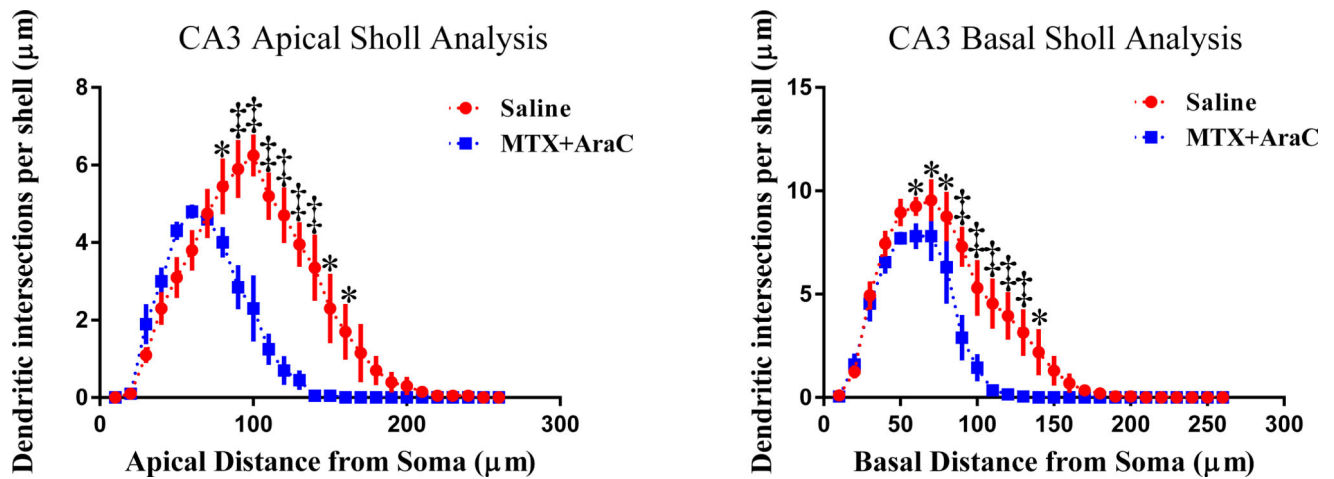 CA3 Apical Sholl Analysis
Dendritic intersections per shell (μm)
8
6
4
2
0
* ‡ ‡ ‡ ‡ ‡ ‡ * *
Saline
MTX+AraC
0 100 200 300
Apical Distance from Soma (μm)
CA3 Basal Sholl Analysis
Dendritic intersections per shell (μm)
15
10
5
0
* * * ‡ ‡ ‡ ‡ ‡ *
Saline
MTX+AraC
0 50 100 150 200 250 300
Basal Distance from Soma (μm)